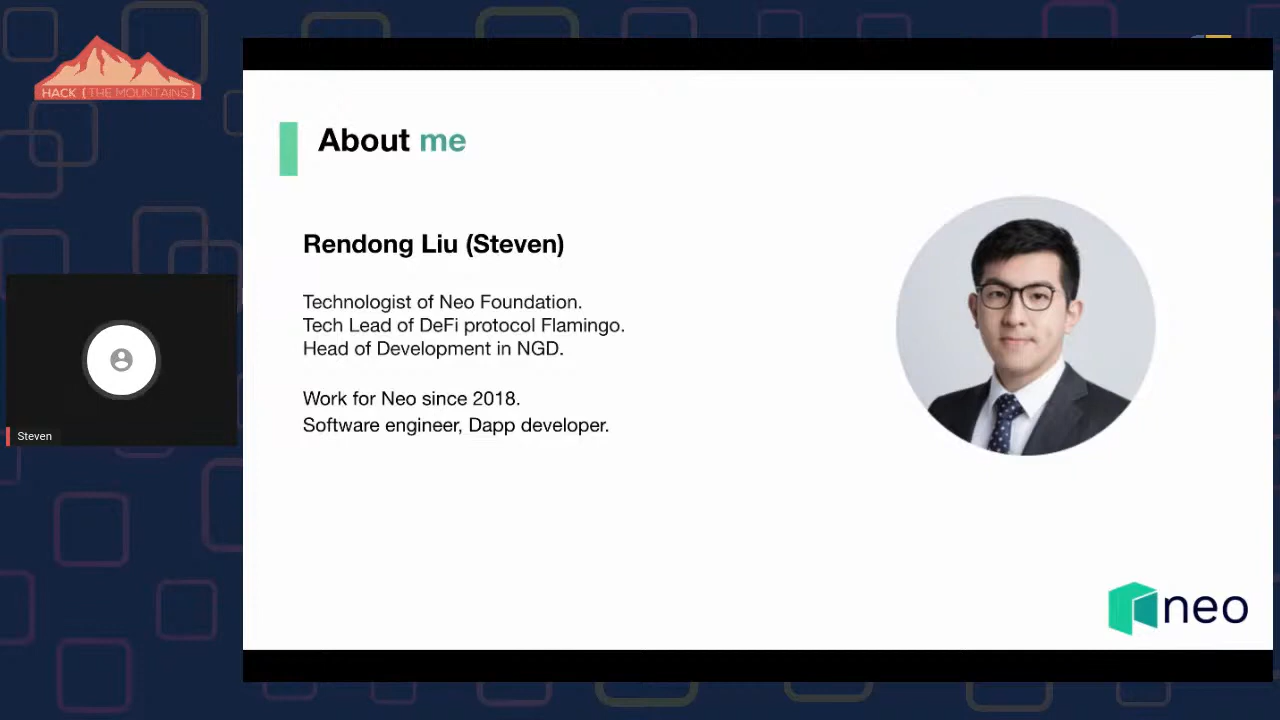 HACK {THE MOUNTAINS}
About me
Rendong Liu (Steven)
Technologist of Neo Foundation.
Tech Lead of DeFi protocol Flamingo.
Head of Development in NGD.
Work for Neo since 2018.
Software engineer, Dapp developer.
Steven
neo